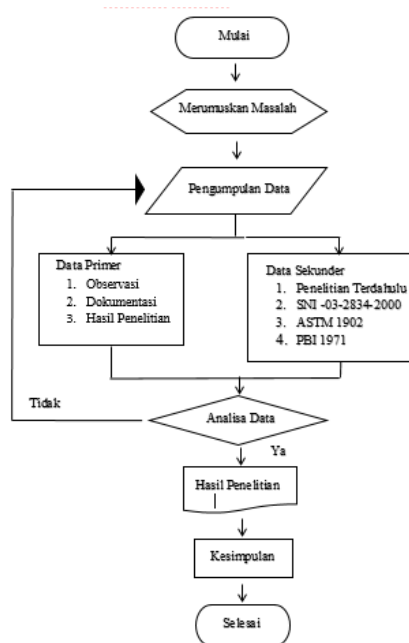 Mulai
Merumuskan Masalah
Pengumpulan Data
Data Primer
1. Observasi
2. Dokumentasi
3. Hasil Penelitian
Data Sekunder
1. Penelitian Terdahulu
2. SNI -03-2834-2000
3. ASTM 1902
4. PBI 1971
Tidak
Analisa Data
Ya
Hasil Penelitian
Kesimpulan
Selesai